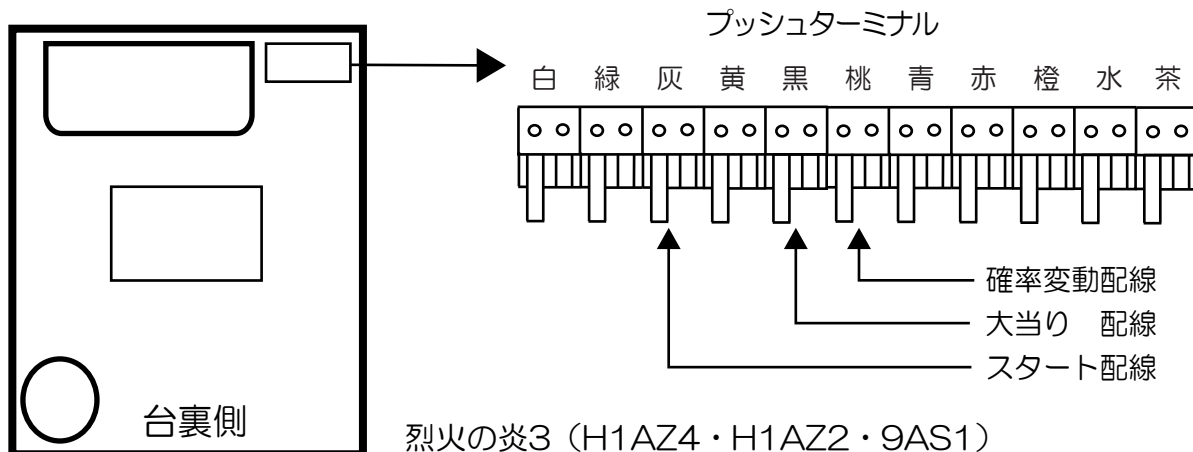 プッシュターミナル
白 緑 灰 黄 黒 桃 青 赤 橙 水 茶
確率変動配線
大当り 配線
スタート配線
台裏側
烈火の炎3（H1AZ4・H1AZ2・9AS1）